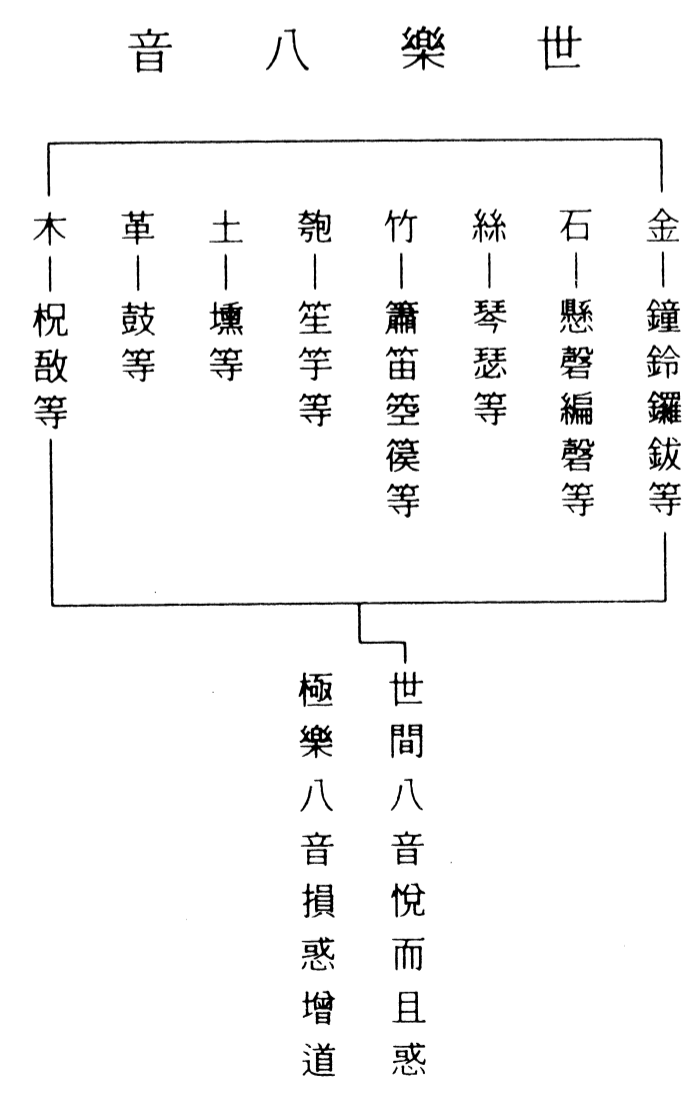 世樂八音
金－鐘鈴鑼鈸等
石－懸磬編磬等
絲－琴瑟等
竹－簫笛箜篌等
匏－笙竽等
土－壎等
革－鼓等
木－柷敔等
世間八音悅而且惑
極樂八音損惑增道